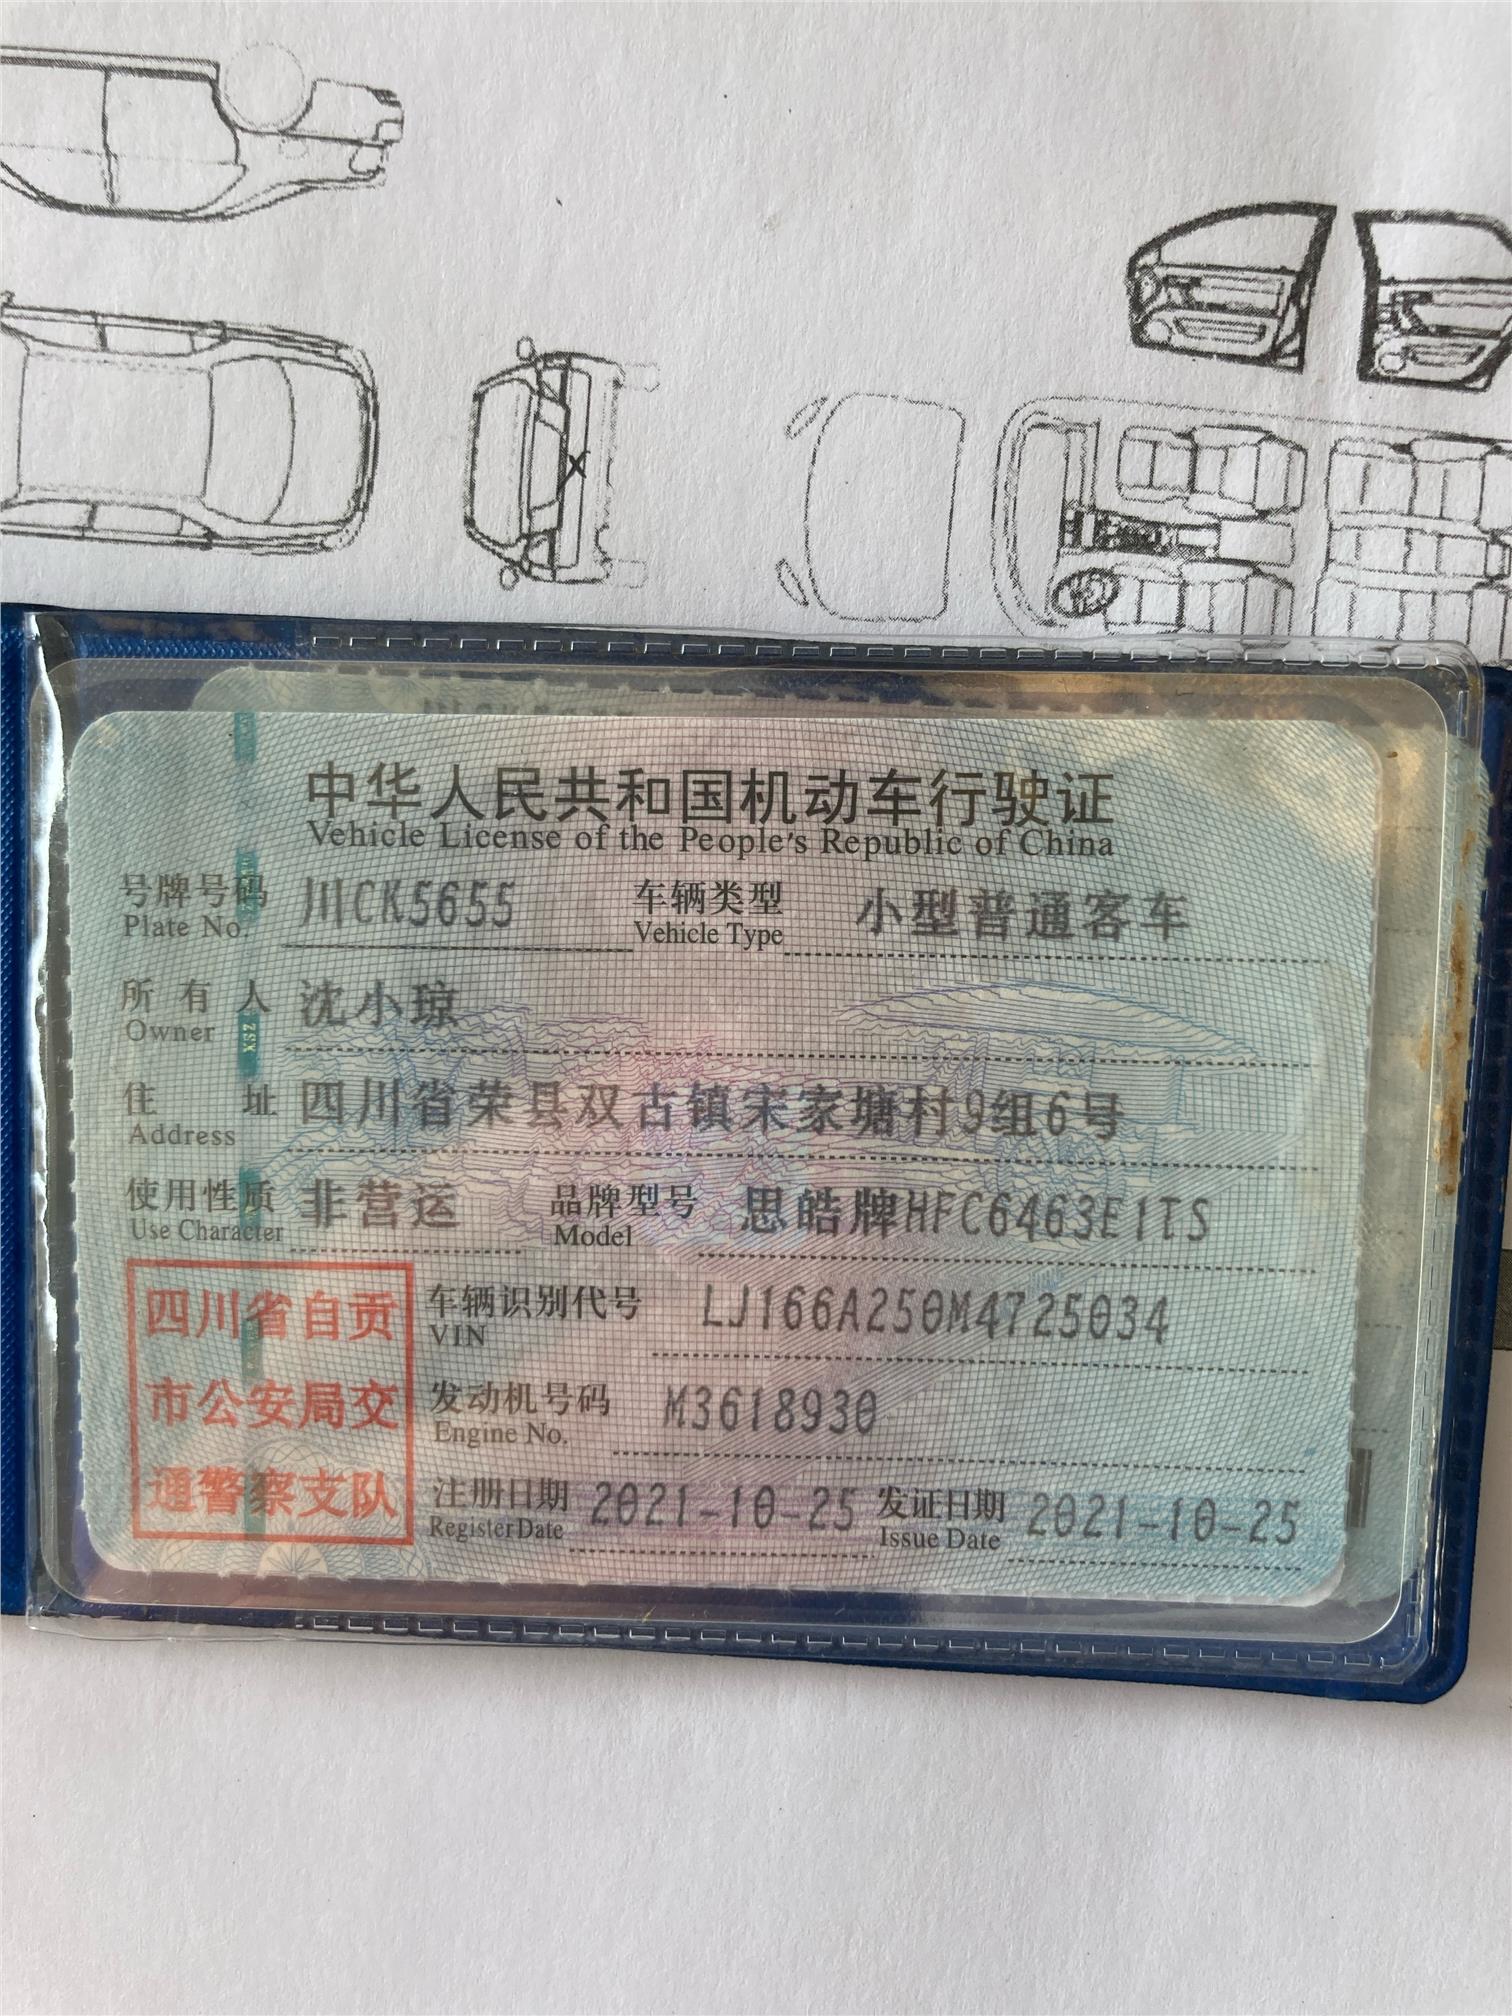 中华人民共和国机动车行驶证
Vehicle License of the People's Republic of China
号牌号码 川CK5655 车辆类型 小型普通客车
Plate No. Vehicle Type
所有人 沈小琼
Owner
住址 四川省荣县双古镇宋家塘村9组6号
Address
使用性质 非营运 品牌型号 思皓牌HFC6463E1TS
Use Character Model
四川省自贡
市公安局交
通警察支队
车辆识别代号 LJ166A250M4725034
VIN
发动机号码 M3618930
Engine No.
注册日期 2021-10-25 发证日期 2021-10-25
Register Date Issue Date